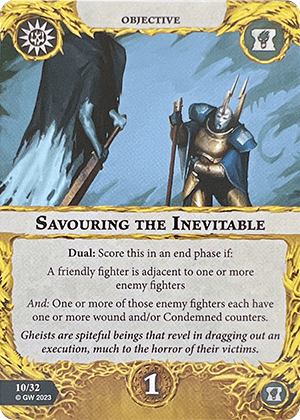 OBJECTIVE
SAVOURING THE INEVITABLE
Dual: Score this in an end phase if:
A friendly fighter is adjacent to one or more
enemy fighters
And: One or more of those enemy fighters each have
one or more wound and/or Condemned counters.
Gheists are spiteful beings that revel in dragging out an
execution, much to the horror of their victims.
10/32
© GW 2023
1